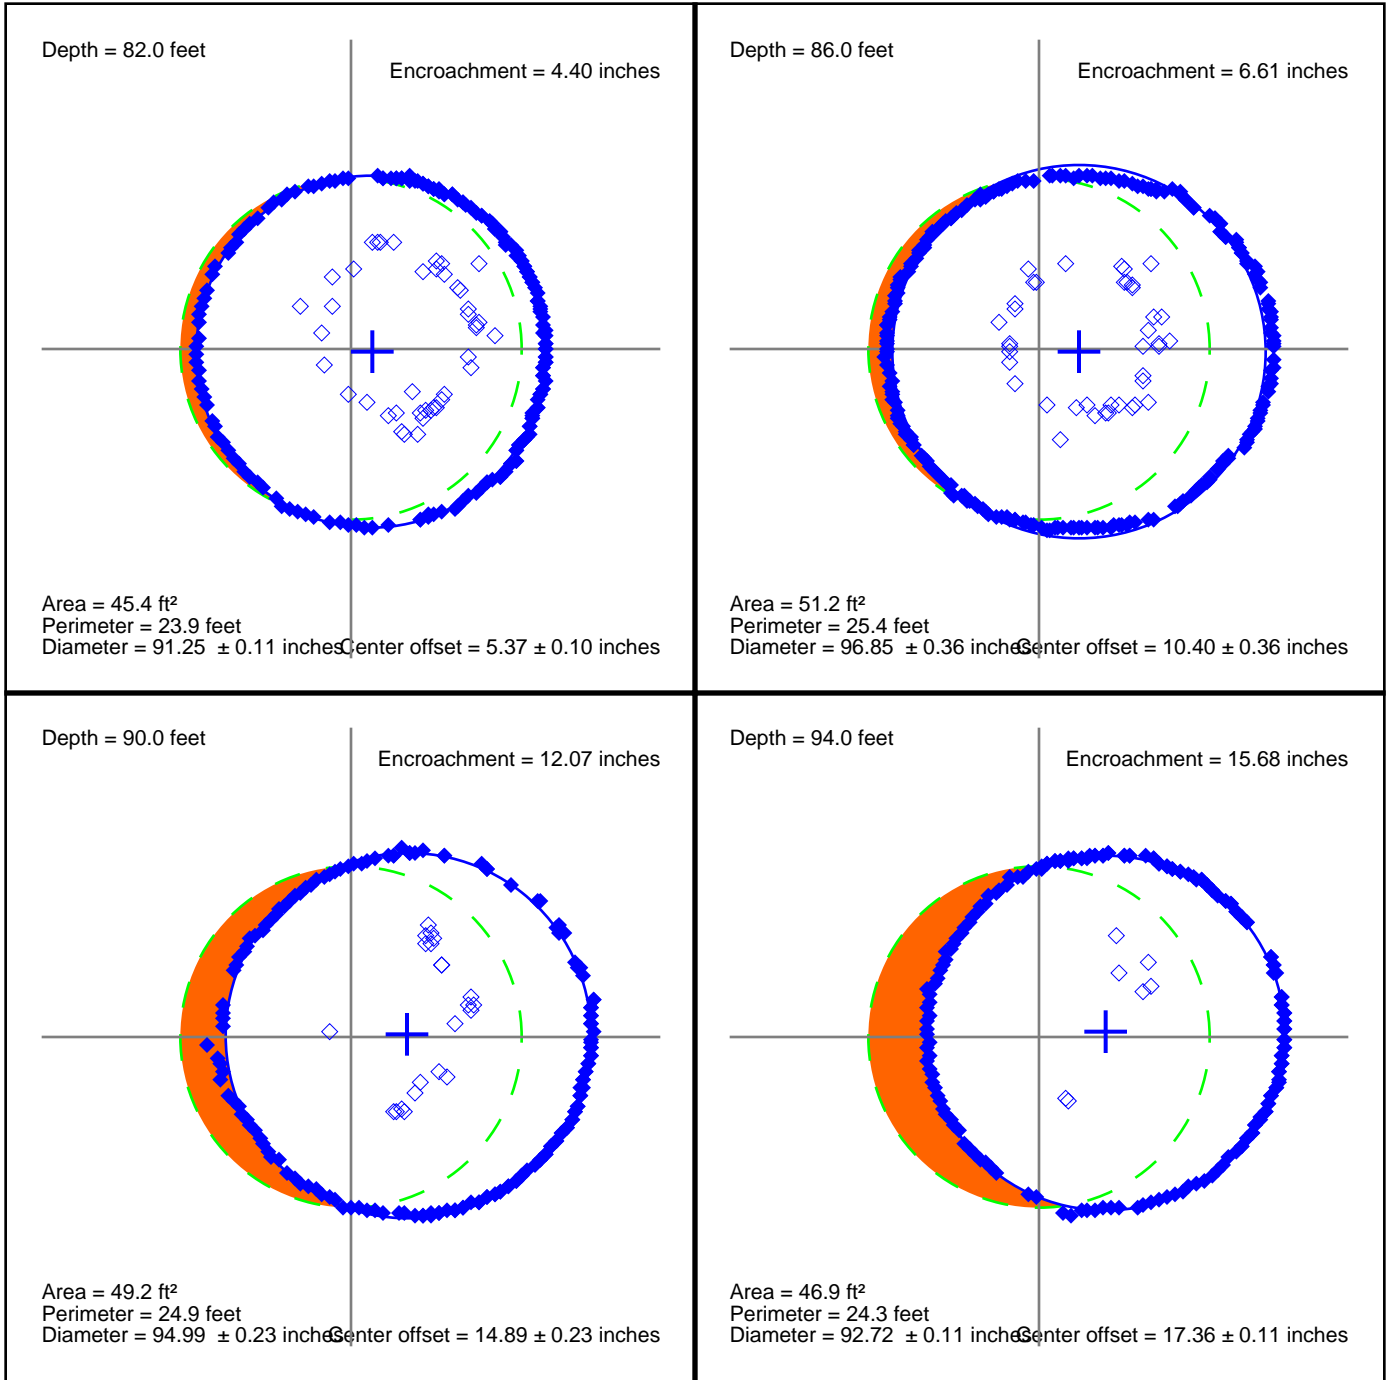 Depth = 82.0 feet
Encroachment = 4.40 inches
Area = 45.4 ft²
Perimeter = 23.9 feet
Diameter = 91.25 ± 0.11 inches
Center offset = 5.37 ± 0.10 inches
Depth = 86.0 feet
Encroachment = 6.61 inches
Area = 51.2 ft²
Perimeter = 25.4 feet
Diameter = 96.85 ± 0.36 inches
Center offset = 10.40 ± 0.36 inches
Depth = 90.0 feet
Encroachment = 12.07 inches
Area = 49.2 ft²
Perimeter = 24.9 feet
Diameter = 94.99 ± 0.23 inches
Center offset = 14.89 ± 0.23 inches
Depth = 94.0 feet
Encroachment = 15.68 inches
Area = 46.9 ft²
Perimeter = 24.3 feet
Diameter = 92.72 ± 0.11 inches
Center offset = 17.36 ± 0.11 inches